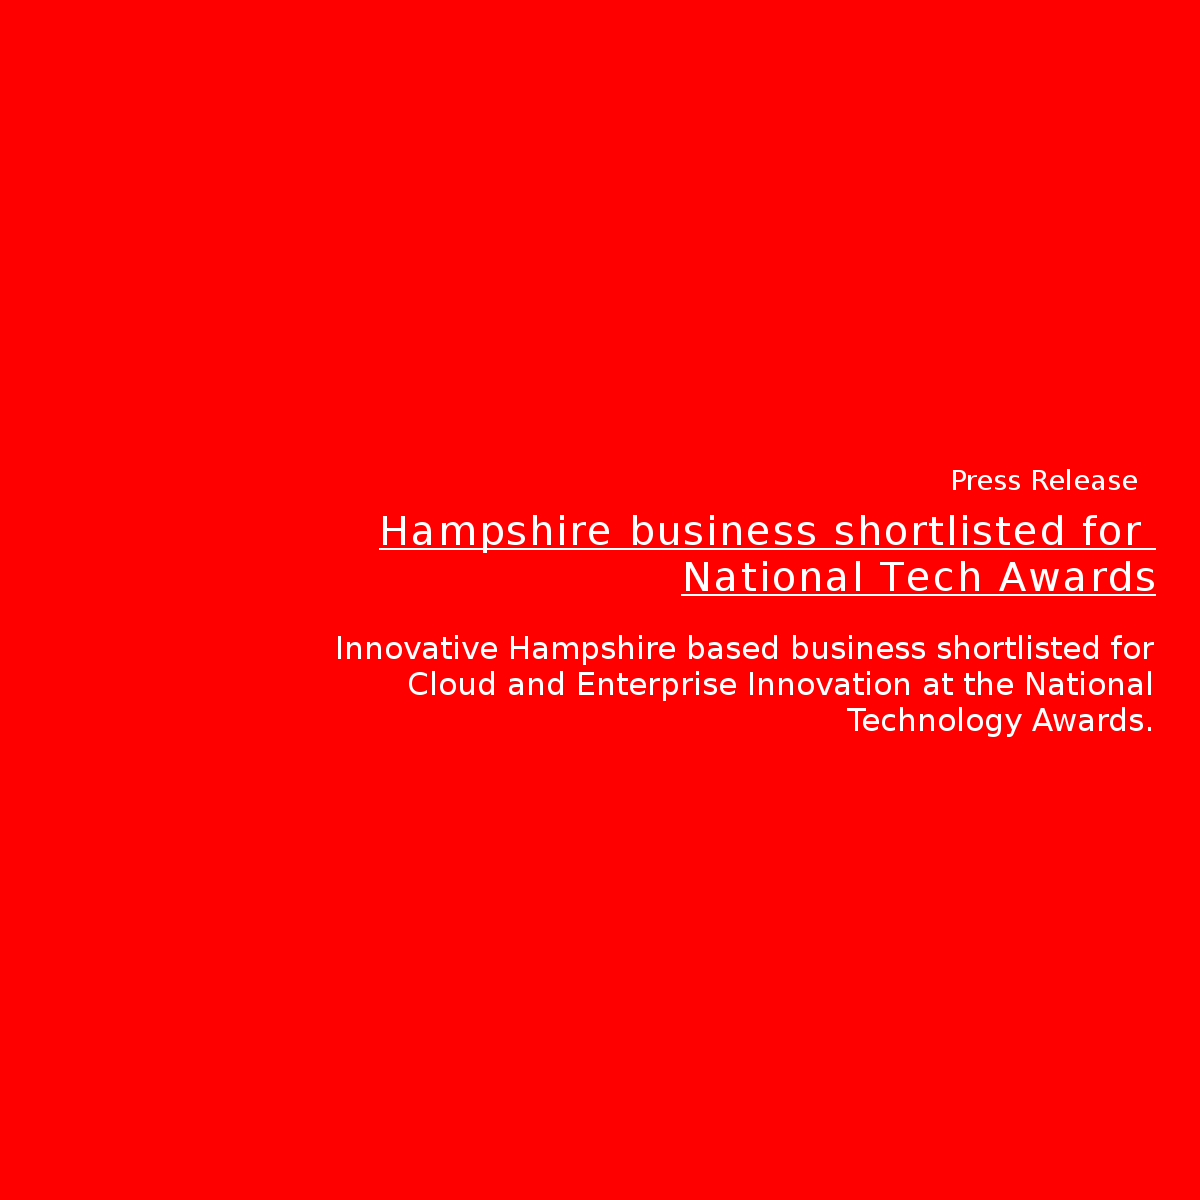 Press Release
Hampshire business shortlisted for
National Tech Awards
Innovative Hampshire based business shortlisted for
Cloud and Enterprise Innovation at the National
Technology Awards.